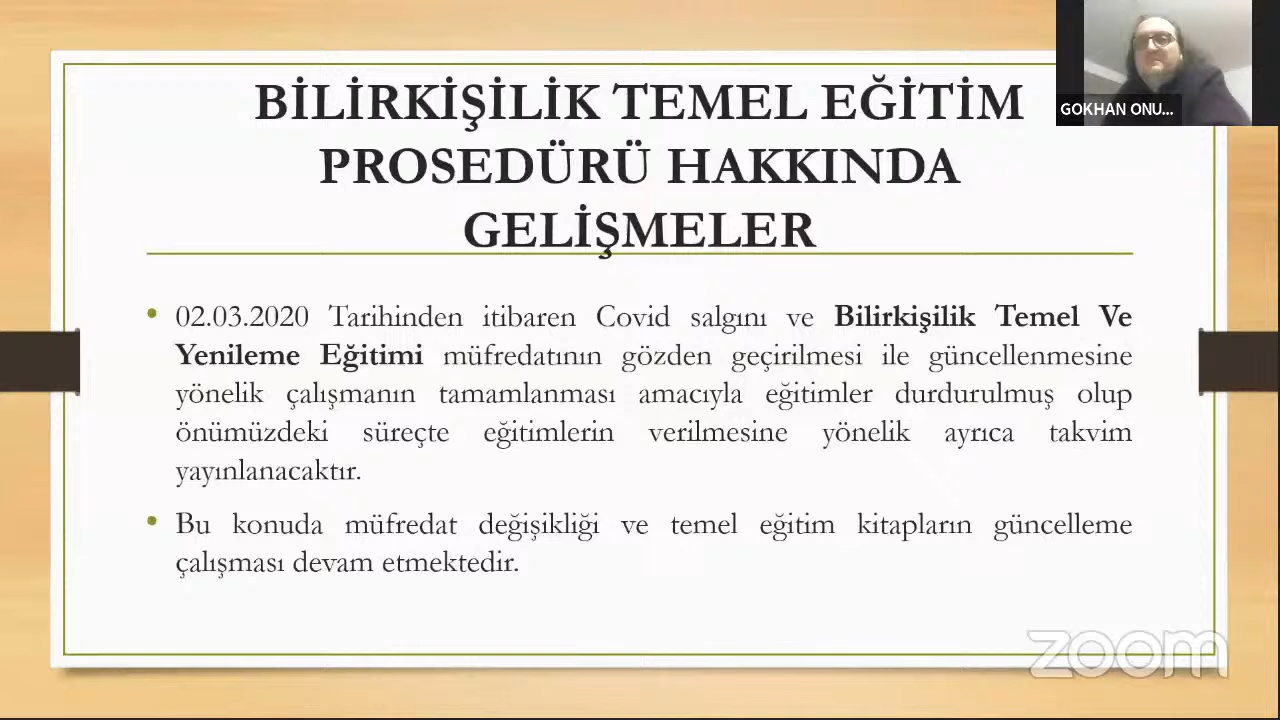 BİLİRKİŞİLİK TEMEL EĞİTİM
PROSEDÜRÜ HAKKINDA
GELİŞMELER
GOKHAN ONU...
• 02.03.2020 Tarihinden itibaren Covid salgını ve Bilirkişilik Temel Ve
Yenileme Eğitimi müfredatının gözden geçirilmesi ile güncellenmesine
yönelik çalışmanın tamamlanması amacıyla eğitimler durdurulmuş olup
önümüzdeki süreçte eğitimlerin verilmesine yönelik ayrıca takvim
yayınlanacaktır.
• Bu konuda müfredat değişikliği ve temel eğitim kitapların güncelleme
çalışması devam etmektedir.
zoom